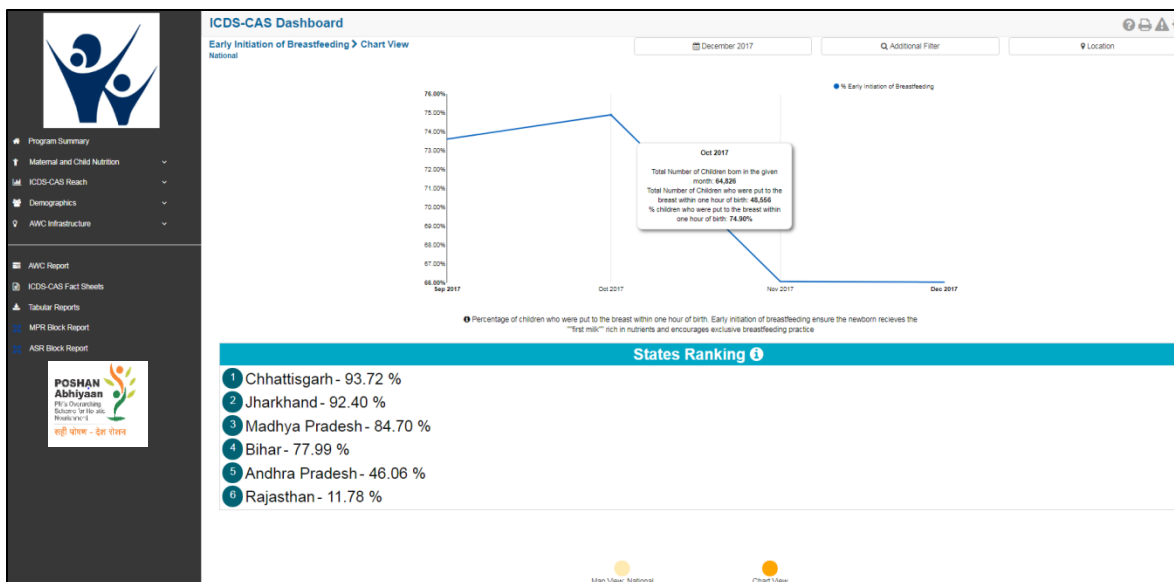 ICDS-CAS Dashboard
Early Initiation of Breastfeeding > Chart View
National
December 2017
Additional Filter
Location
Program Summary
Maternal and Child Nutrition
ICDS-CAS Reach
Demographics
AWC Infrastructure
AWC Report
ICDS-CAS Fact Sheets
Tabular Reports
MPR Block Report
ASR Block Report
POSHAN
Abhiyaan
PM's Overarching
Scheme for Holistic
Nourishment
सही पोषण - देश रोशन
% Early Initiation of Breastfeeding
76.00%
75.00%
74.00%
73.00%
72.00%
71.00%
70.00%
69.00%
68.00%
67.00%
66.00%
Sep 2017
Oct 2017
Nov 2017
Dec 2017
Oct 2017
Total Number of Children born in the given
month: 64,826
Total Number of Children who were put to the
breast within one hour of birth: 48,556
% children who were put to the breast within
one hour of birth: 74.90%
Percentage of children who were put to the breast within one hour of birth. Early initiation of breastfeeding ensure the newborn recieves the
""first milk"" rich in nutrients and encourages exclusive breastfeeding practice
States Ranking
1 Chhattisgarh - 93.72 %
2 Jharkhand - 92.40 %
3 Madhya Pradesh - 84.70 %
4 Bihar - 77.99 %
5 Andhra Pradesh - 46.06 %
6 Rajasthan - 11.78 %
Map View: National
Chart View